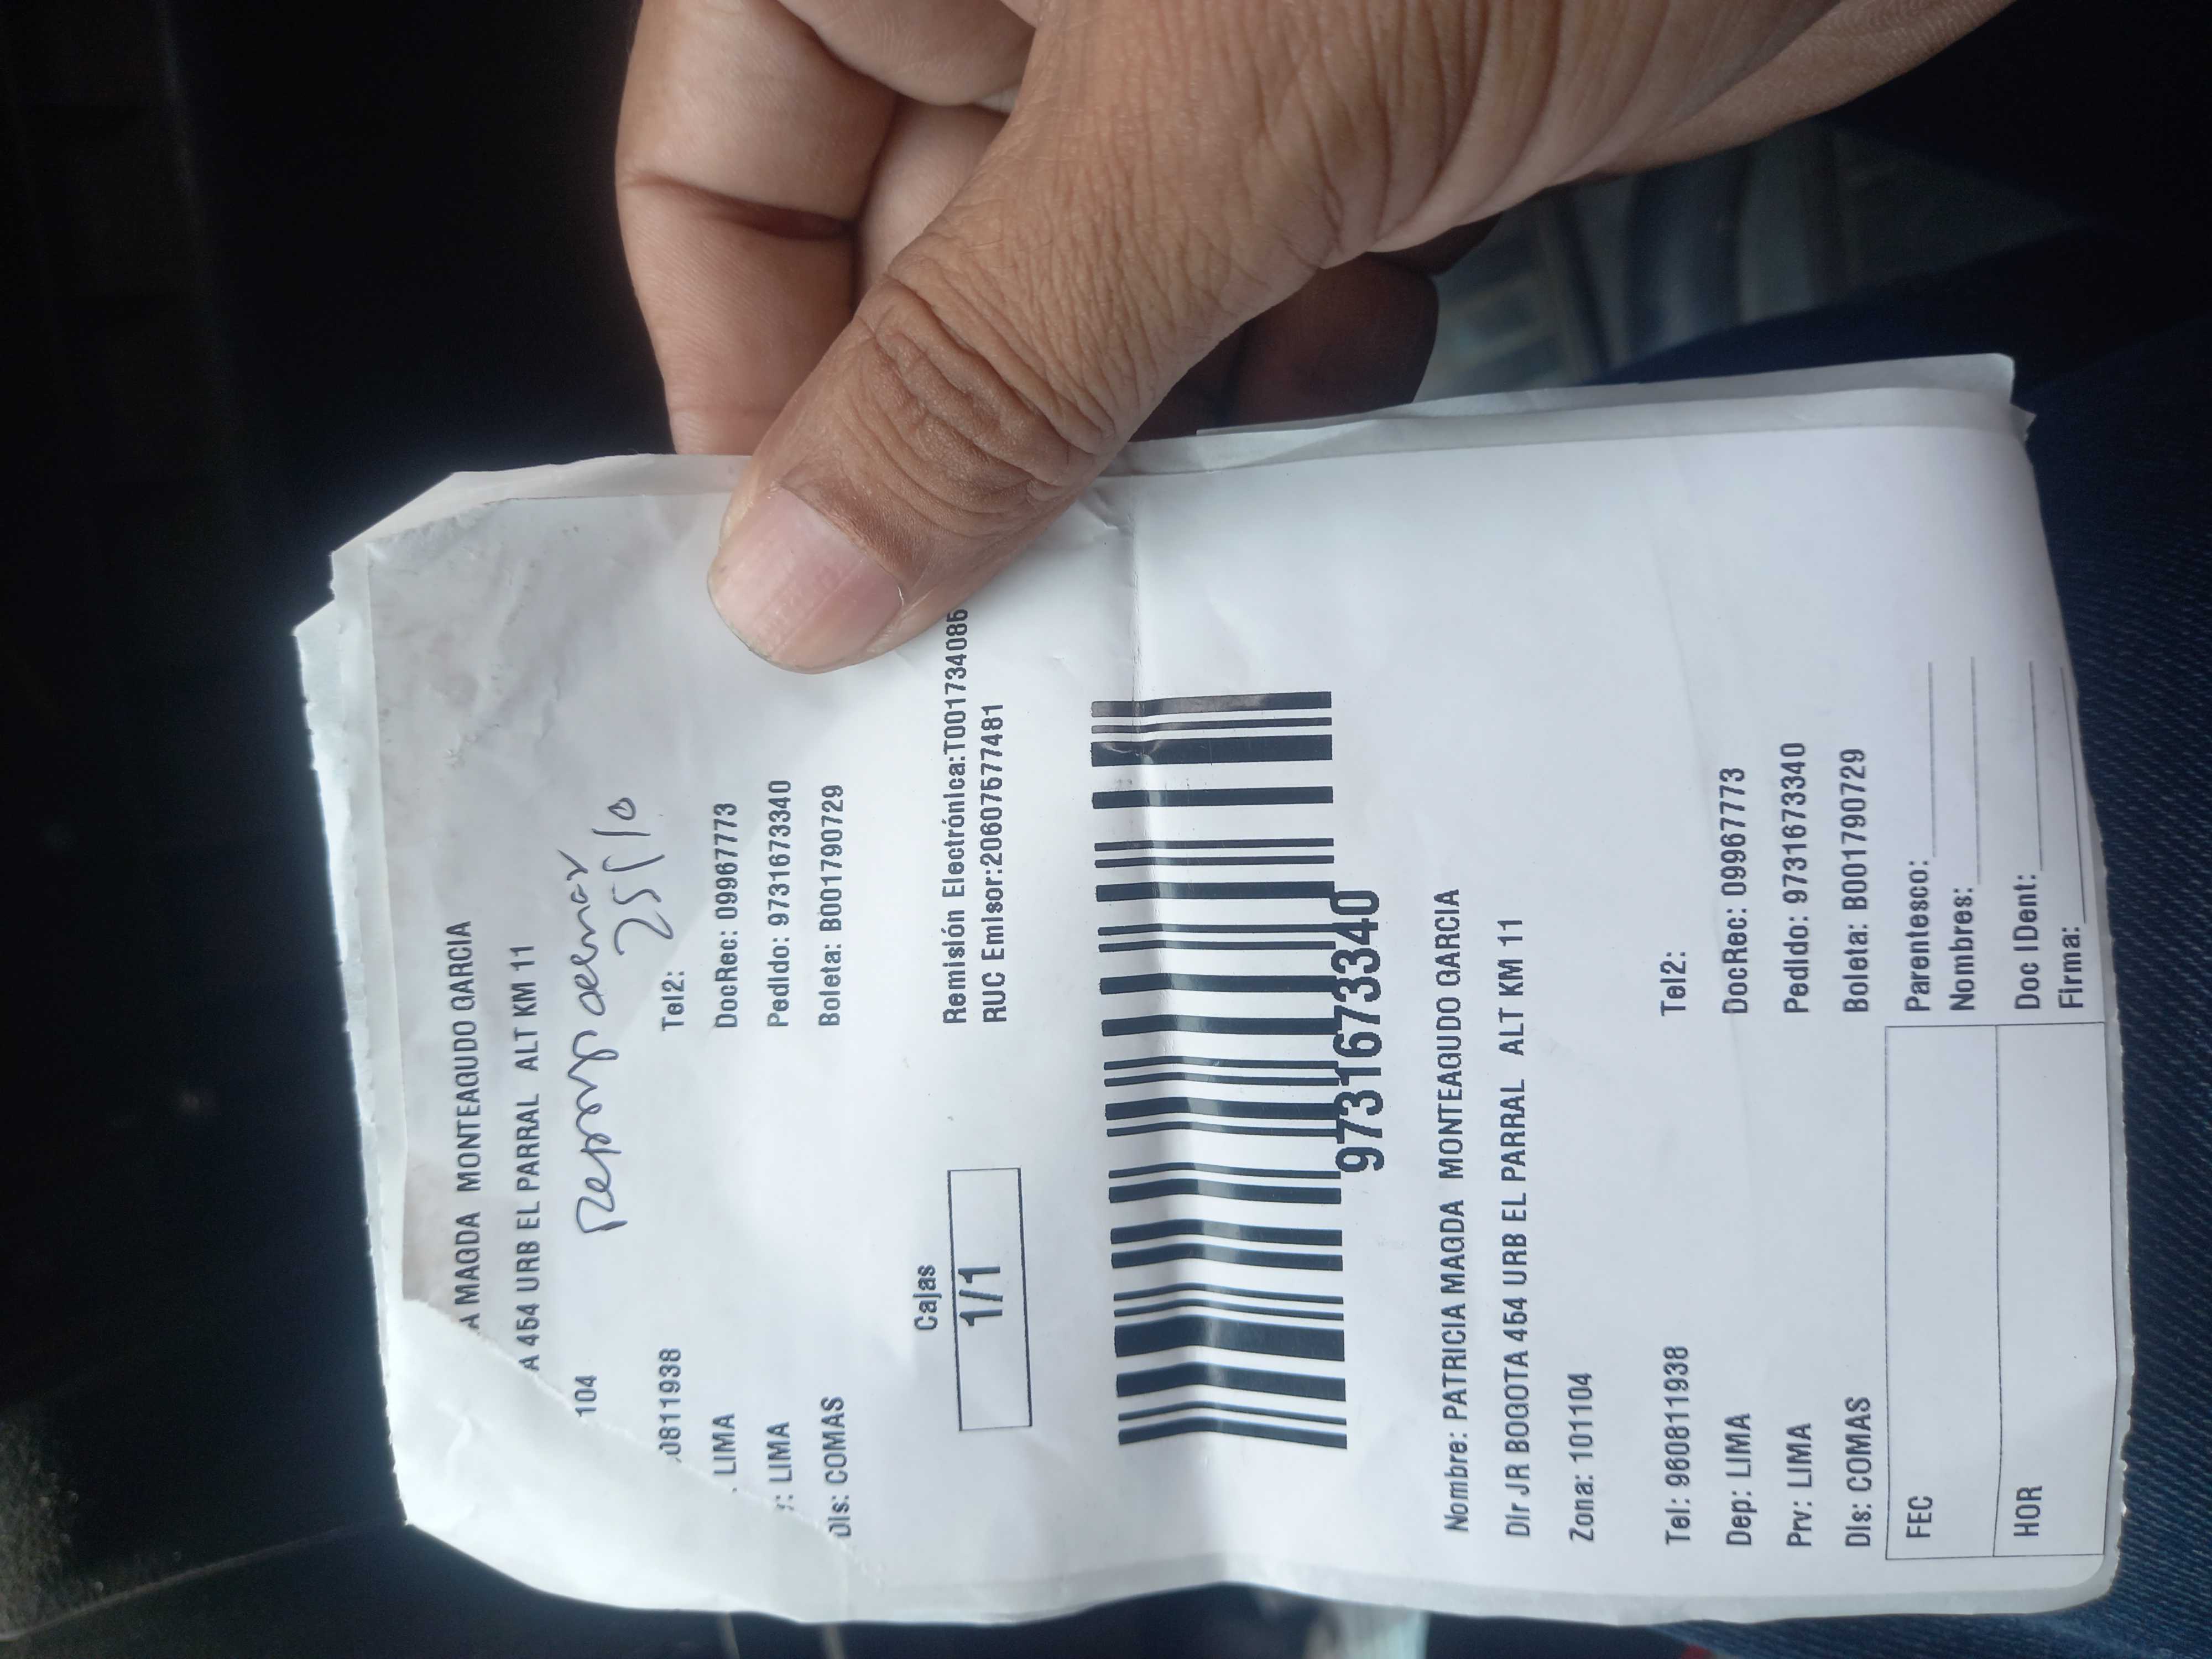 A MAGDA MONTEAGUDO GARCIA
A 454 URB EL PARRAL ALT KM 11
104
25/10
0811938 Tel2:
LIMA DocRec: 09967773
: LIMA Pedido: 9731673340
Dis: COMAS Boleta: B001790729
Cajas
1/1
Remisión Electrónica:T001734086
RUC Emisor:20607577481
9731673340
Nombre: PATRICIA MAGDA MONTEAGUDO GARCIA
Dir JR BOGOTA 454 URB EL PARRAL ALT KM 11
Zona: 101104
Tel: 960811938 Tel2:
Dep: LIMA DocRec: 09967773
Prv: LIMA Pedido: 9731673340
Dis: COMAS Boleta: B001790729
FEC Parentesco:
Nombres:
HOR Doc IDent:
Firma: